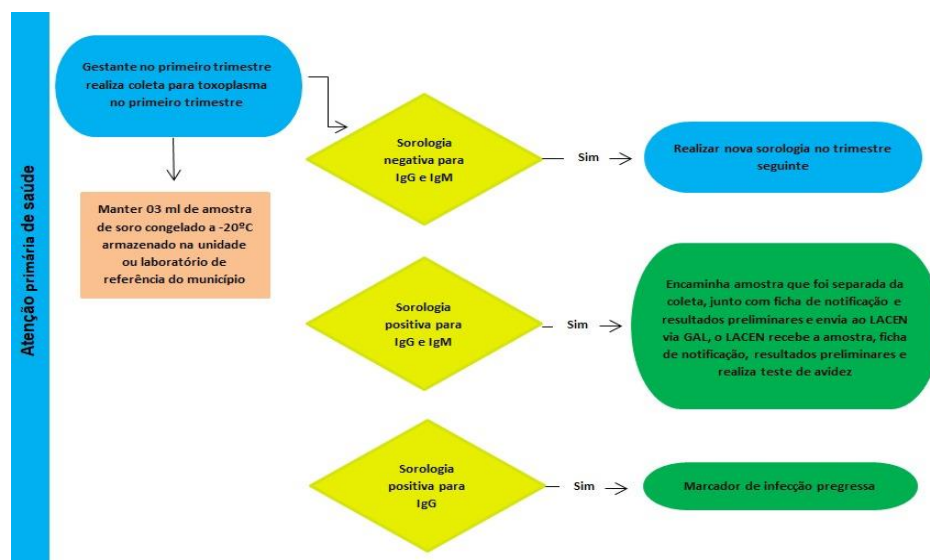 Atenção primária de saúde
Gestante no primeiro trimestre
realiza coleta para toxoplasma
no primeiro trimestre
Manter 03 ml de amostra
de soro congelado a -20ºC
armazenado na unidade
ou laboratório de
referência do município
Sorologia
negativa para
IgG e IgM
Sim
Realizar nova sorologia no trimestre
seguinte
Sorologia
positiva para
IgG e IgM
Sim
Encaminha amostra que foi separada da
coleta, junto com ficha de notificação e
resultados preliminares e envia ao LACEN
via GAL, o LACEN recebe a amostra, ficha
de notificação, resultados preliminares e
realiza teste de avidez
Sorologia
positiva para
IgG
Sim
Marcador de infecção pregressa